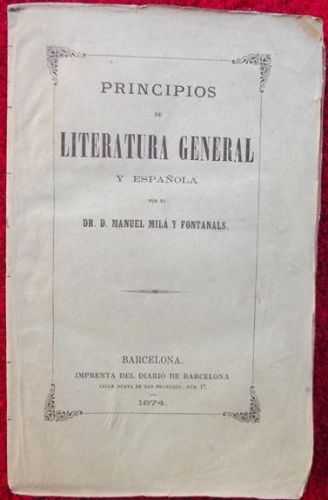 PRINCIPIOS
DE
LITERATURA GENERAL
Y ESPAÑOLA
POR EL
DR. D. MANUEL MILÁ Y FONTANALS.
BARCELONA.
IMPRENTA DEL DIARIO DE BARCELONA
CALLE NUEVA DE SAN FRANCISCO, NÚM. 17.
1874.